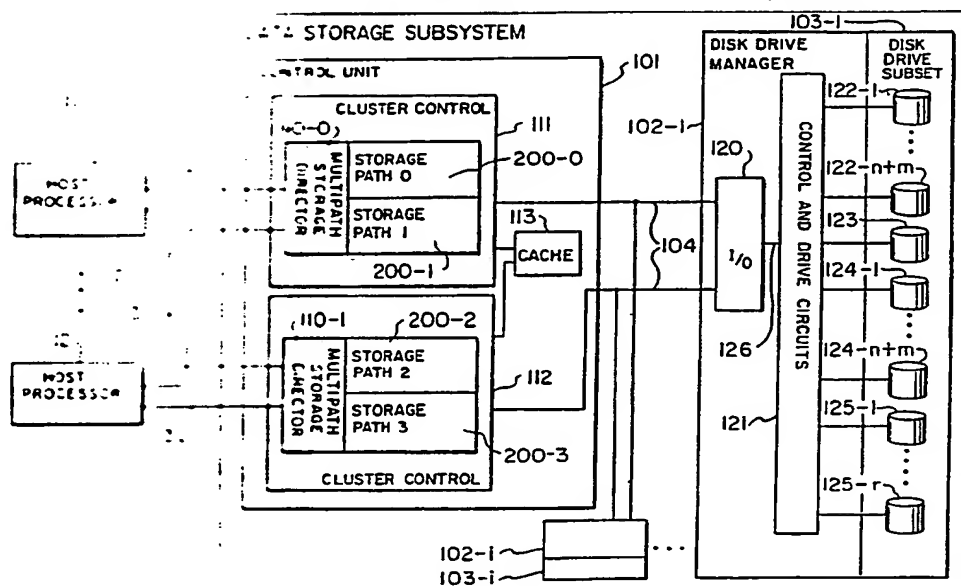 STORAGE SUBSYSTEM
103-1
101
DISK DRIVE
MANAGER
DISK
DRIVE
SUBSET
UNIT
CLUSTER CONTROL
111
102-1
122-1
MULTIPATH
STORAGE
STORAGE
PATH 0
200-0
120
122-n+m
PROCESSOR
STORAGE
PATH 1
113
123
200-1
CACHE
104
I/O
CONTROL AND DRIVE CIRCUITS
124-1
110-1
200-2
126
MULTIPATH
STORAGE
STORAGE
PATH 2
112
124-n+m
PROCESSOR
STORAGE
PATH 3
121
125-1
200-3
CLUSTER CONTROL
125-r
102-i
103-i